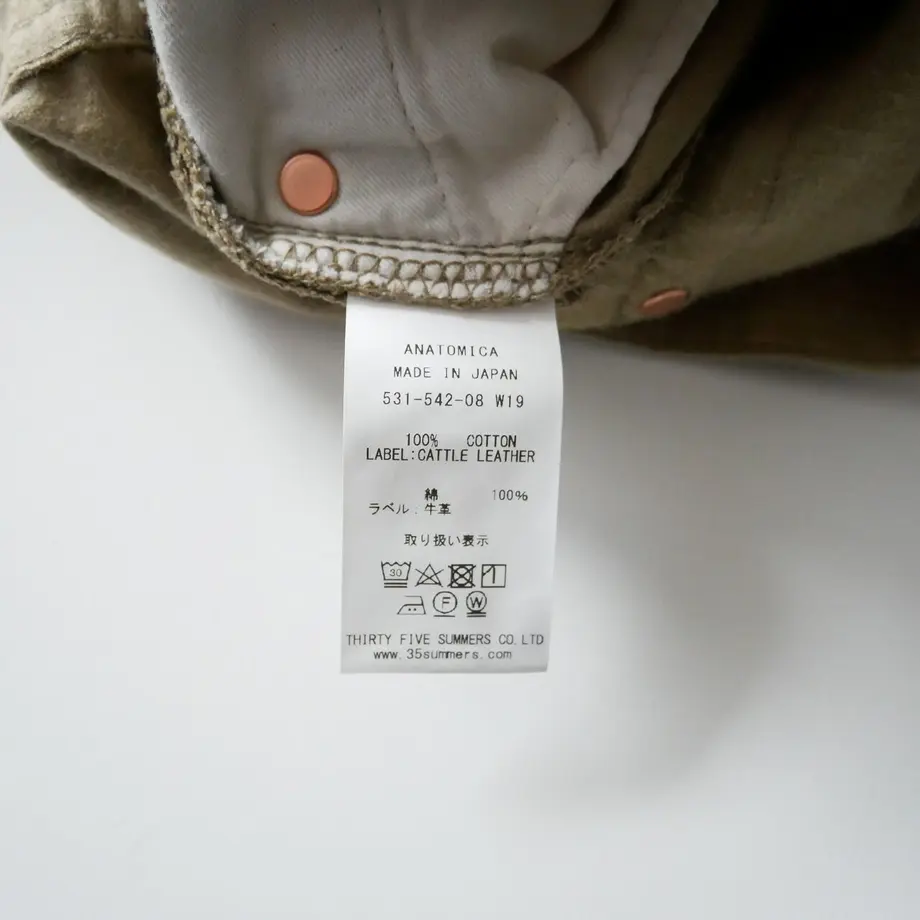 ANATOMICA
MADE IN JAPAN
531-542-08 W19
100% COTTON
LABEL:CATTLE LEATHER
綿 100%
ラベル:牛革
取り扱い表示
30
F W
THIRTY FIVE SUMMERS CO.LTD
www.35summers.com